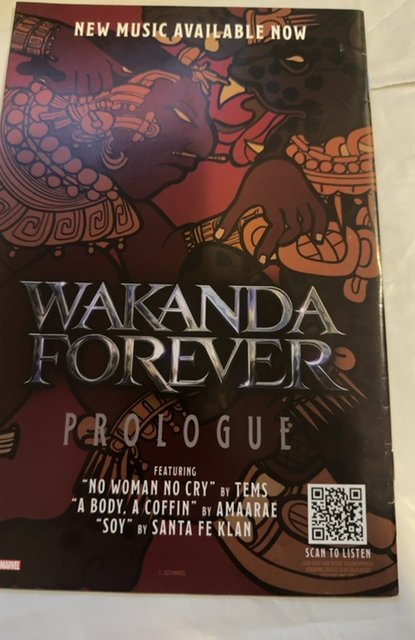 NEW MUSIC AVAILABLE NOW
WAKANDA
FOREVER
PROLOGUE
FEATURING
"NO WOMAN NO CRY" BY TEMS
"A BODY, A COFFIN" BY AMAARAE
"SOY" BY SANTA FE KLAN
SCAN TO LISTEN
MARVEL